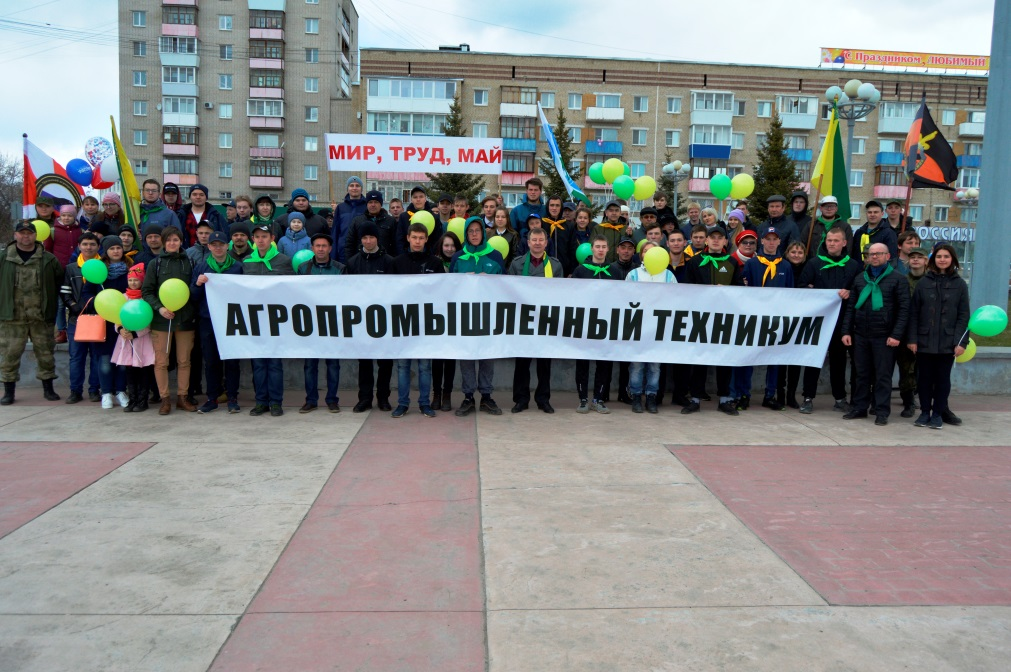 С Праздником, ЛЮБИМЫЙ
МИР, ТРУД, МАЙ
АГРОПРОМЫШЛЕННЫЙ ТЕХНИКУМ